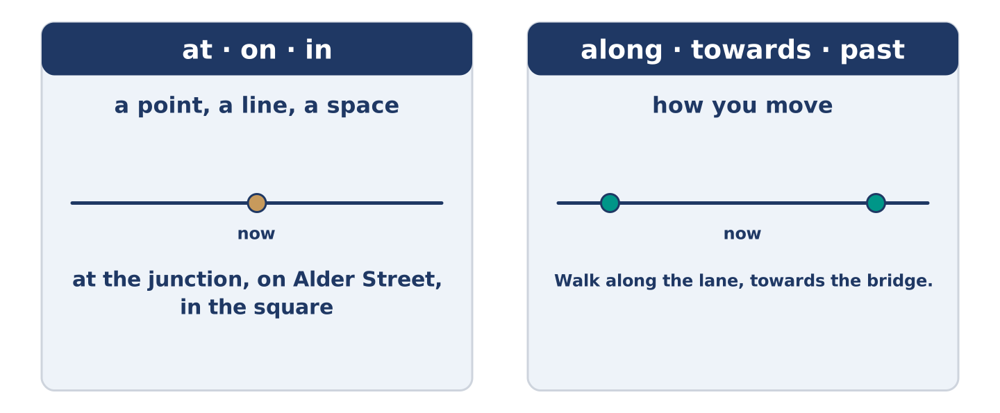 at · on · in
a point, a line, a space
now
at the junction, on Alder Street,
in the square
along · towards · past
how you move
now
Walk along the lane, towards the bridge.